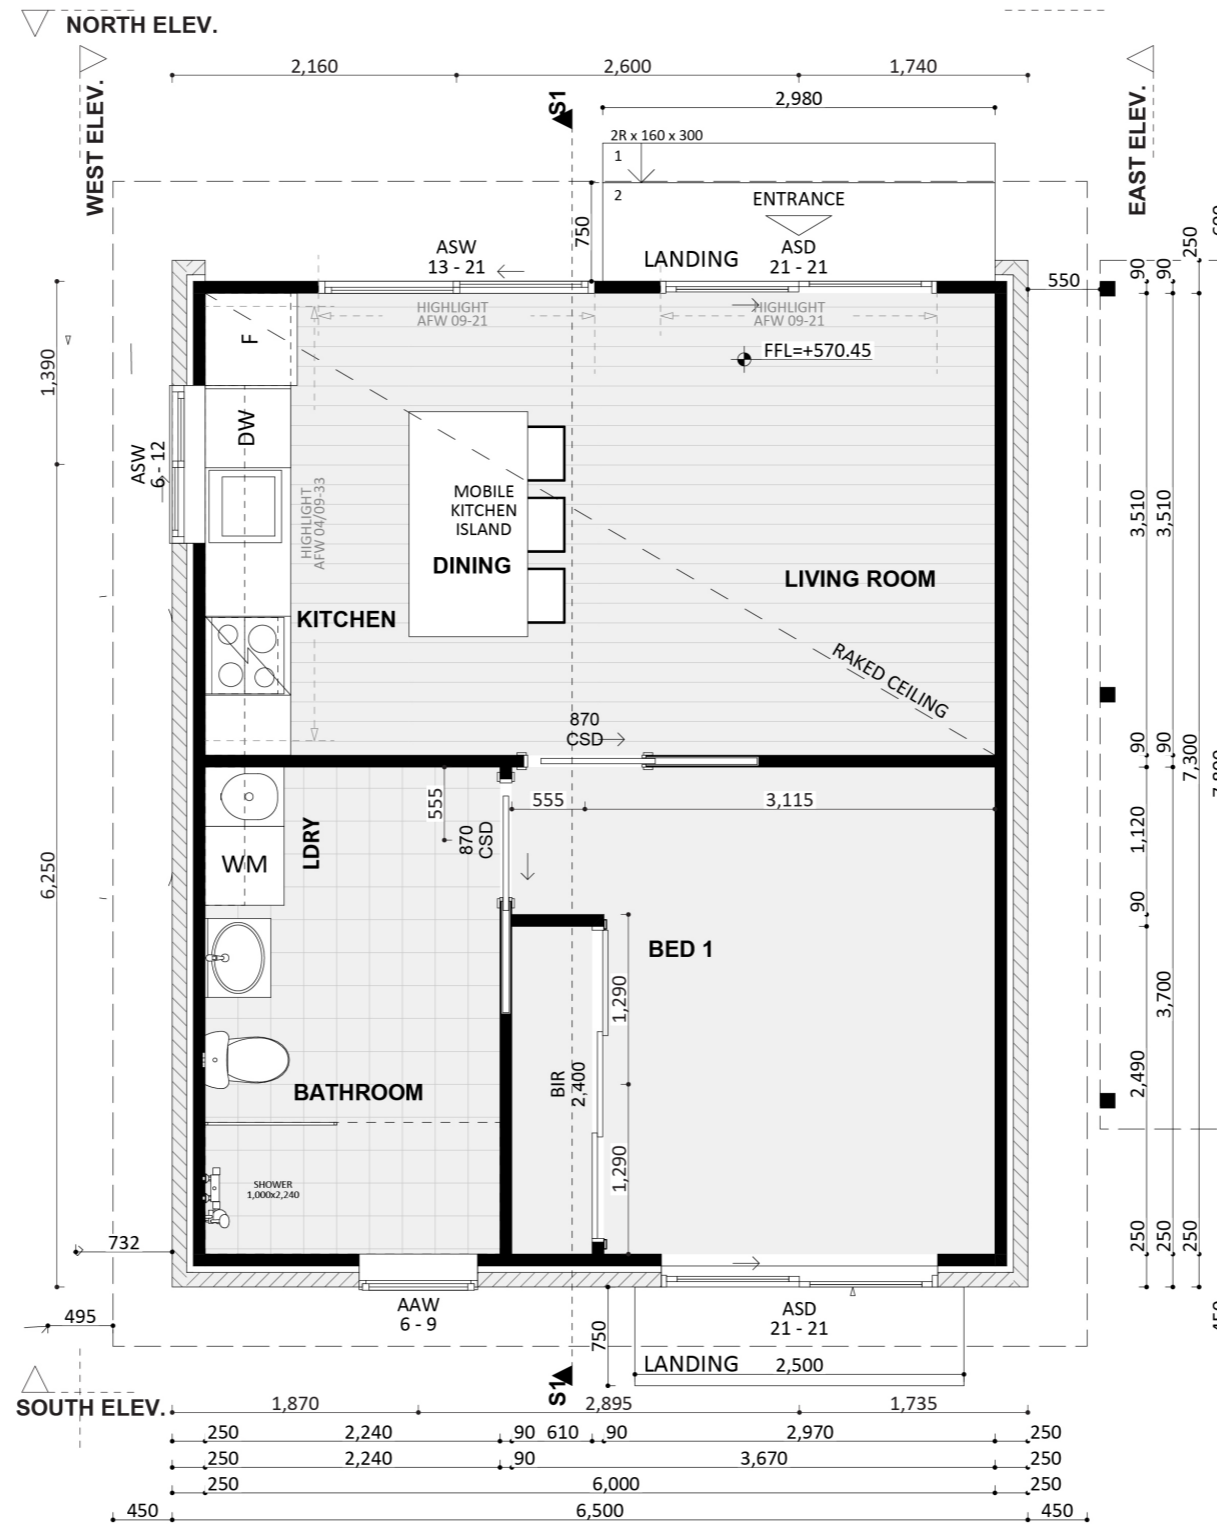 NORTH ELEV.
WEST ELEV.
EAST ELEV.
2,160
2,600
1,740
S1
2,980
2R x 160 x 300
1
2
ENTRANCE
750
ASW
13 - 21
LANDING
ASD
21 - 21
250
90
90
550
HIGHLIGHT
AFW 09-21
HIGHLIGHT
AFW 09-21
F
FFL=+570.45
1,390
DW
ASW
6 - 12
HIGHLIGHT
AFW 04/09-33
MOBILE
KITCHEN
ISLAND
DINING
KITCHEN
LIVING ROOM
RAKED CEILING
3,510
3,510
870
CSD
90
90
7,300
555
555
3,115
870
CSD
LDRY
WM
1,120
6,250
90
BED 1
1,290
3,700
BIR
2,400
2,490
BATHROOM
1,290
SHOWER
1,000x2,240
732
250
250
250
495
AAW
6 - 9
ASD
21 - 21
750
LANDING
2,500
S1
SOUTH ELEV.
1,870
2,895
1,735
250
2,240
90
610
90
2,970
250
250
2,240
90
3,670
250
250
6,000
250
450
6,500
450